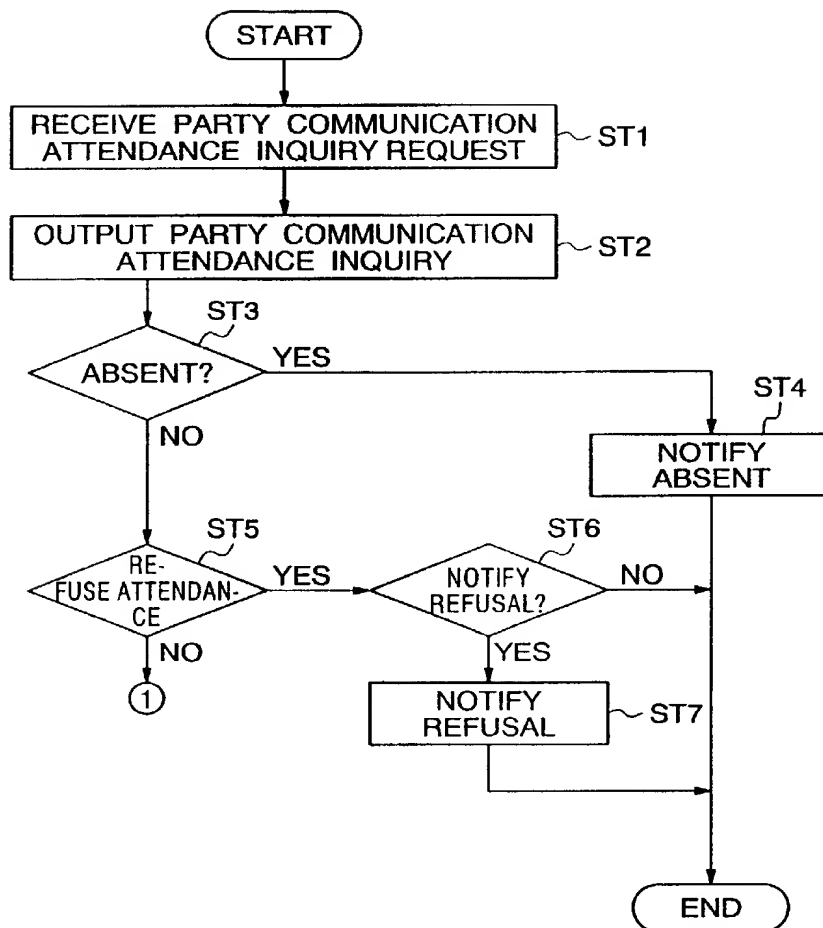 START
RECEIVE PARTY COMMUNICATION
ATTENDANCE INQUIRY REQUEST
ST1
OUTPUT PARTY COMMUNICATION
ATTENDANCE INQUIRY
ST2
ST3
ABSENT?
YES
NO
ST4
NOTIFY
ABSENT
ST5
RE-
FUSE ATTENDAN-
CE
YES
NO
1
ST6
NOTIFY
REFUSAL?
NO
YES
NOTIFY
REFUSAL
ST7
END